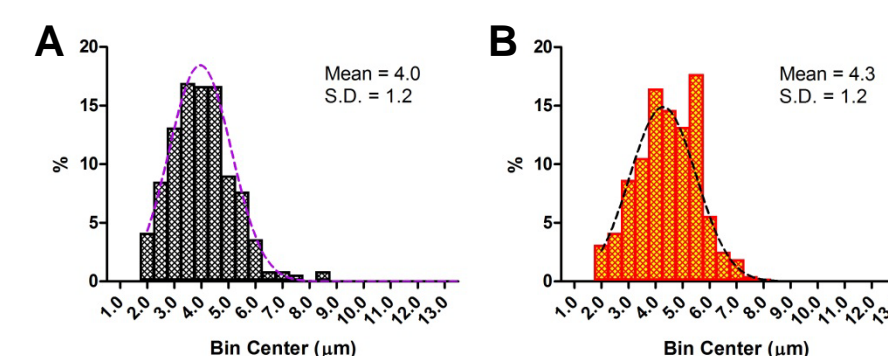 A
20
15
10
5
0
%
Mean = 4.0
S.D. = 1.2
1.0 2.0 3.0 4.0 5.0 6.0 7.0 8.0 9.0 10.0 11.0 12.0 13.0
Bin Center (μm)
B
20
15
10
5
0
%
Mean = 4.3
S.D. = 1.2
1.0 2.0 3.0 4.0 5.0 6.0 7.0 8.0 9.0 10.0 11.0 12.0
Bin Center (μm)